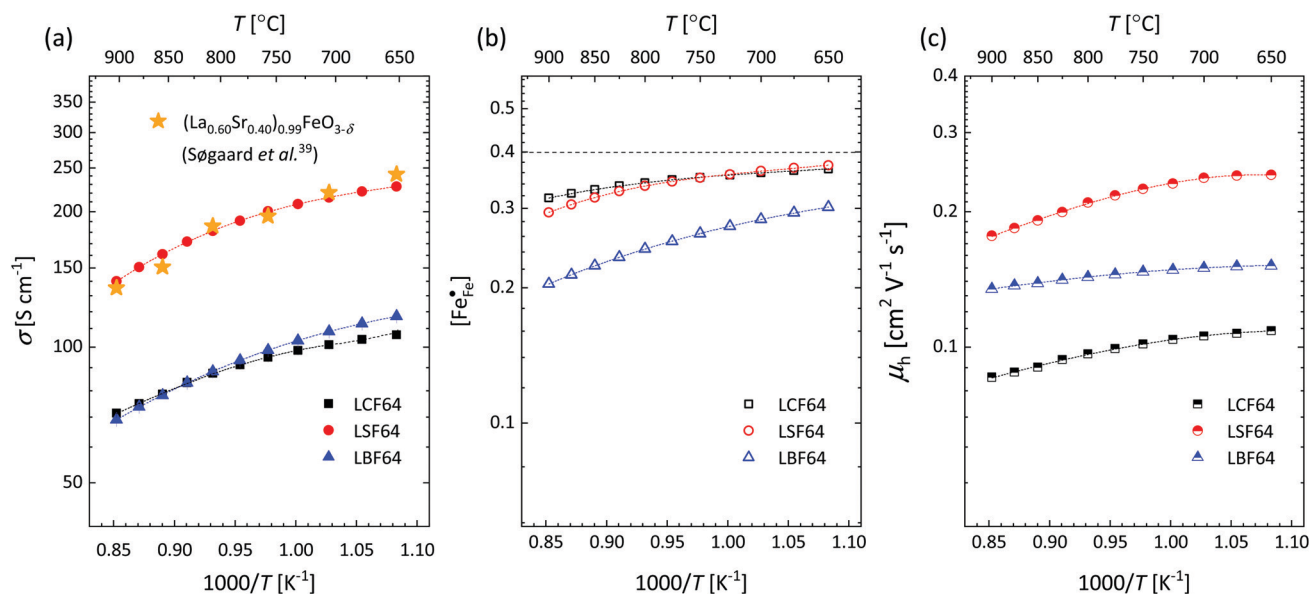 (a)
T [°C]
900 850 800 750 700 650
350
300
250
200
150
100
50
σ [S cm⁻¹]
(La₀.₆₀Sr₀.₄₀)₀.₉₉FeO₃₋δ
(Søgaard et al.³⁹)
LCF64
LSF64
LBF64
0.85 0.90 0.95 1.00 1.05 1.10
1000/T [K⁻¹]
(b)
T [°C]
900 850 800 750 700 650
0.5
0.4
0.3
0.2
0.1
[Fe•Fe]
LCF64
LSF64
LBF64
0.85 0.90 0.95 1.00 1.05 1.10
1000/T [K⁻¹]
(c)
T [°C]
900 850 800 750 700 650
0.4
0.3
0.2
0.1
μh [cm² V⁻¹ s⁻¹]
LCF64
LSF64
LBF64
0.85 0.90 0.95 1.00 1.05 1.10
1000/T [K⁻¹]